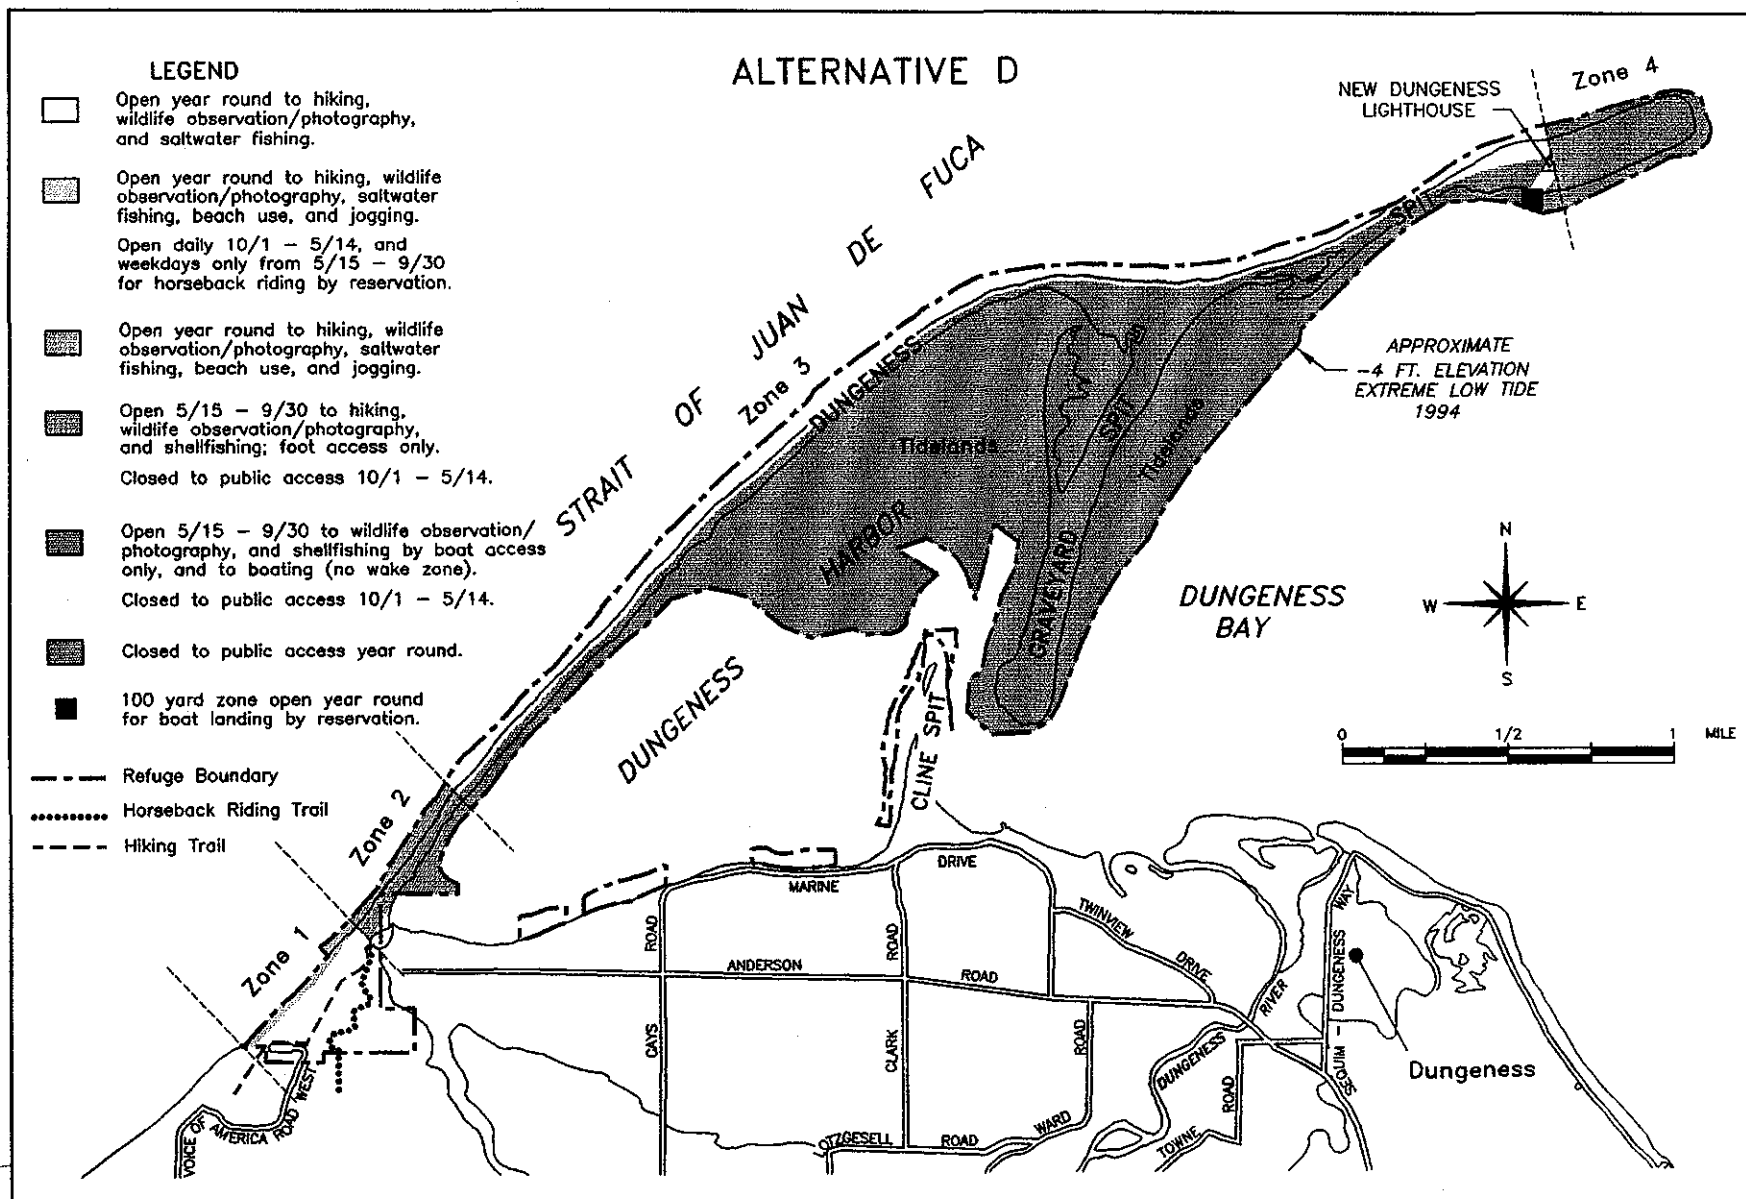 ALTERNATIVE D
LEGEND
Open year round to hiking,
wildlife observation/photography,
and saltwater fishing.
Open year round to hiking, wildlife
observation/photography, saltwater
fishing, beach use, and jogging.
Open daily 10/1 – 5/14, and
weekdays only from 5/15 – 9/30
for horseback riding by reservation.
Open year round to hiking, wildlife
observation/photography, saltwater
fishing, beach use, and jogging.
Open 5/15 – 9/30 to hiking,
wildlife observation/photography,
and shellfishing; foot access only.
Closed to public access 10/1 – 5/14.
Open 5/15 – 9/30 to wildlife observation/
photography, and shellfishing by boat access
only, and to boating (no wake zone).
Closed to public access 10/1 – 5/14.
Closed to public access year round.
100 yard zone open year round
for boat landing by reservation.
Refuge Boundary
Horseback Riding Trail
Hiking Trail
Zone 4
NEW DUNGENESS
LIGHTHOUSE
STRAIT OF JUAN DE FUCA
Zone 3
DUNGENESS SPIT
APPROXIMATE
-4 FT. ELEVATION
EXTREME LOW TIDE
1994
Tidelands
Tidelands
GRAVEYARD SPIT
DUNGENESS HARBOR
DUNGENESS
BAY
N
W
E
S
0
1/2
1
MILE
CLINE SPIT
Zone 2
Zone 1
MARINE
DRIVE
TWINVIEW
DRIVE
CAYS
ROAD
CLARK
ROAD
ANDERSON
ROAD
ROAD
WARD
LOTZGESELL
ROAD
DUNGENESS
RIVER
TOWNE
ROAD
SEQUIM – DUNGENESS
WAY
Dungeness
VOICE OF AMERICA ROAD WEST